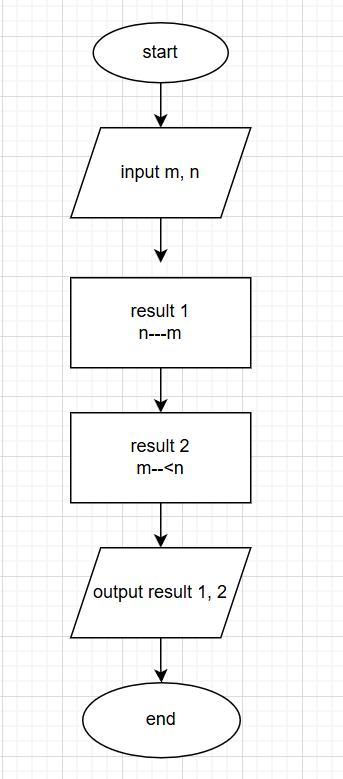 start
input m, n
result 1
n---m
result 2
m--<n
output result 1, 2
end